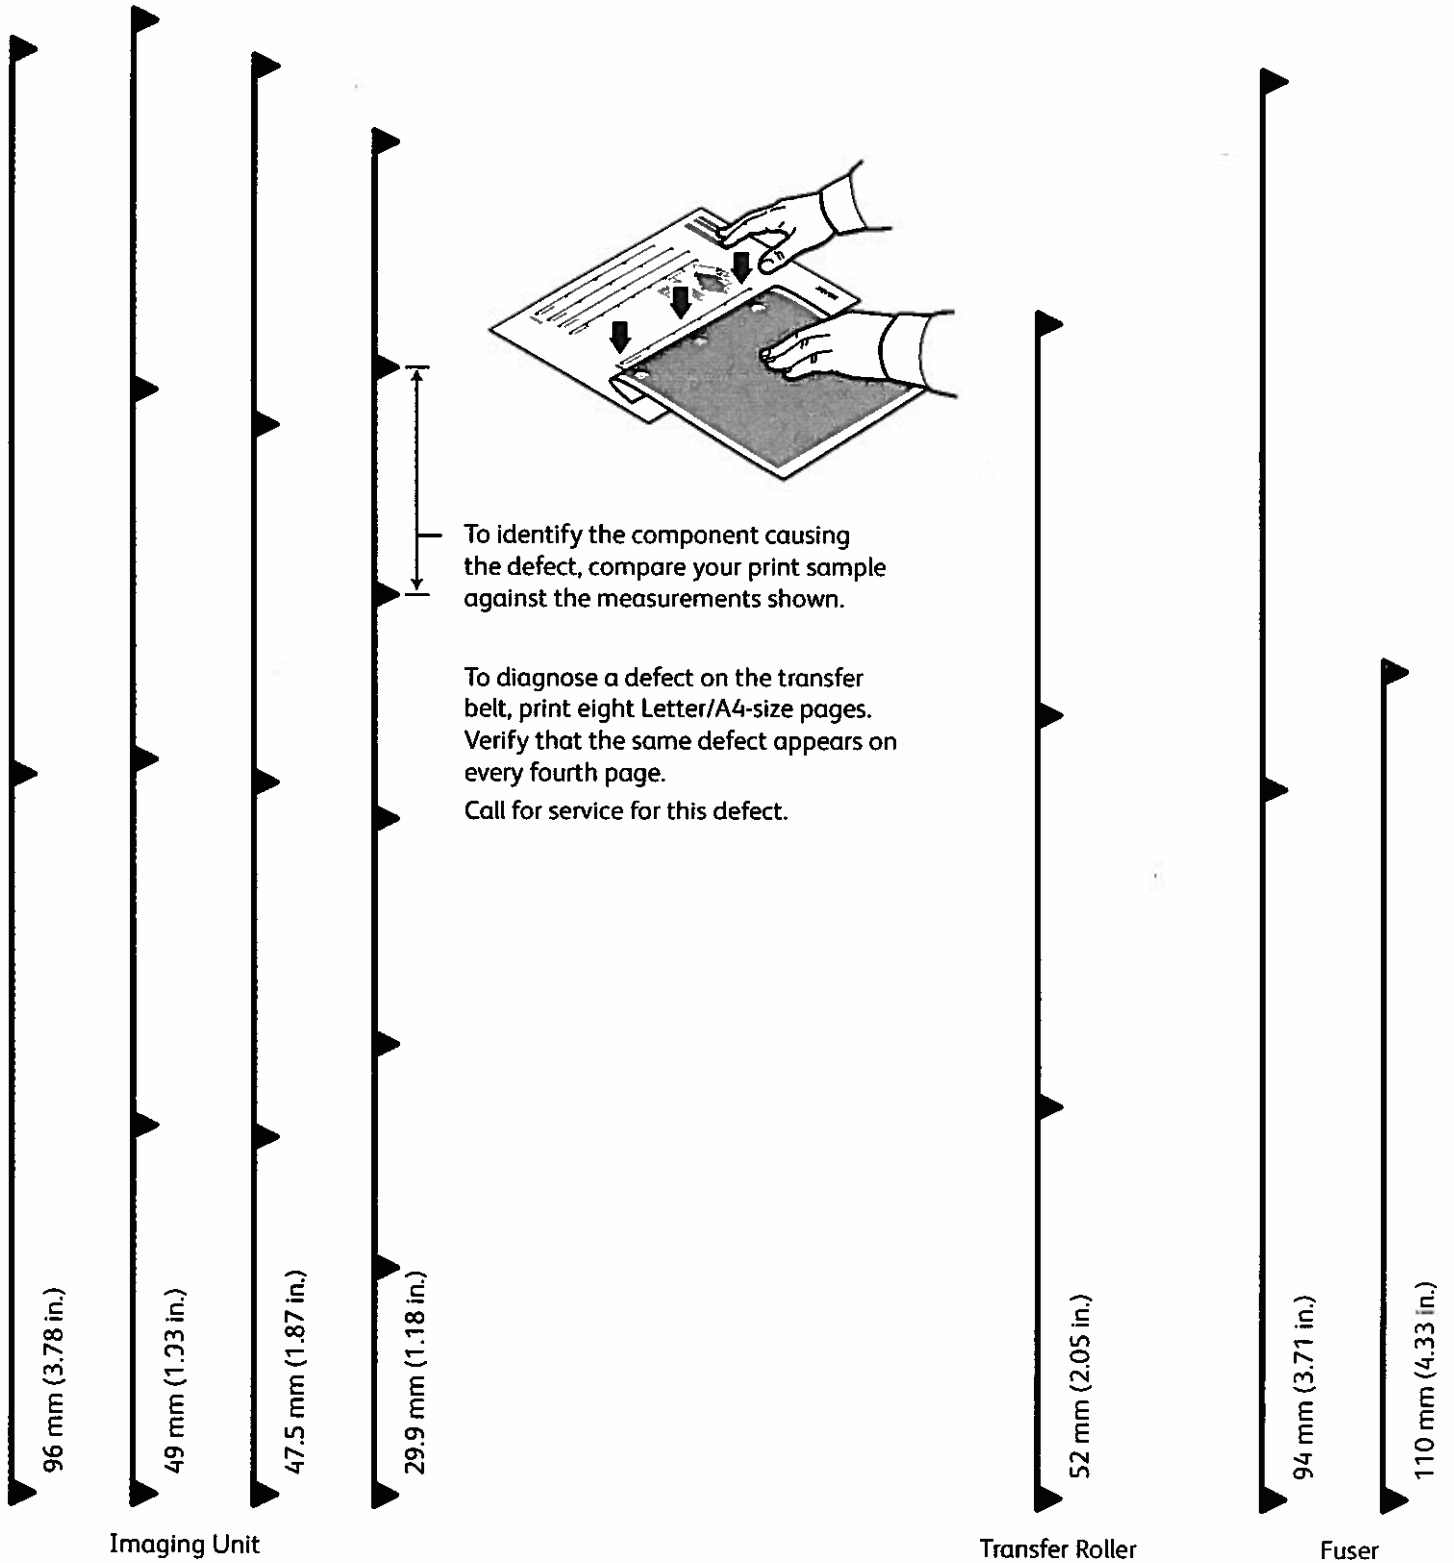 To identify the component causing
the defect, compare your print sample
against the measurements shown.
To diagnose a defect on the transfer
belt, print eight Letter/A4-size pages.
Verify that the same defect appears on
every fourth page.
Call for service for this defect.
96 mm (3.78 in.)
49 mm (1.93 in.)
47.5 mm (1.87 in.)
29.9 mm (1.18 in.)
52 mm (2.05 in.)
94 mm (3.71 in.)
110 mm (4.33 in.)
Imaging Unit
Transfer Roller
Fuser